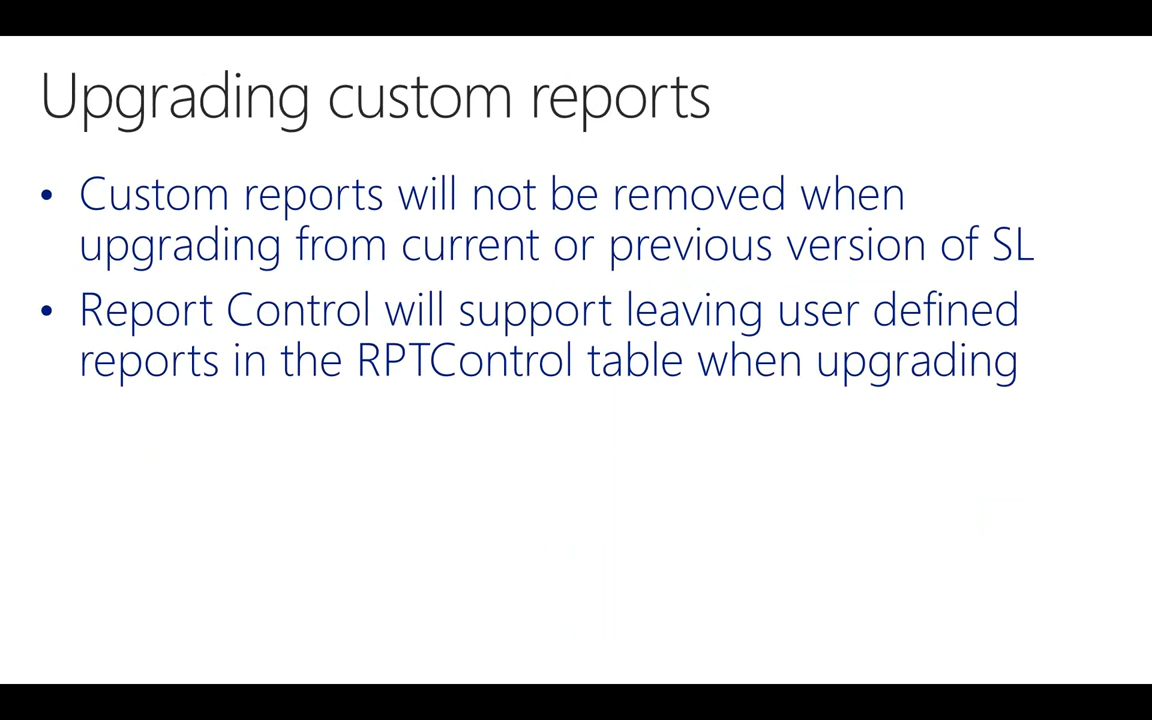 Upgrading custom reports
• Custom reports will not be removed when
upgrading from current or previous version of SL
• Report Control will support leaving user defined
reports in the RPTControl table when upgrading